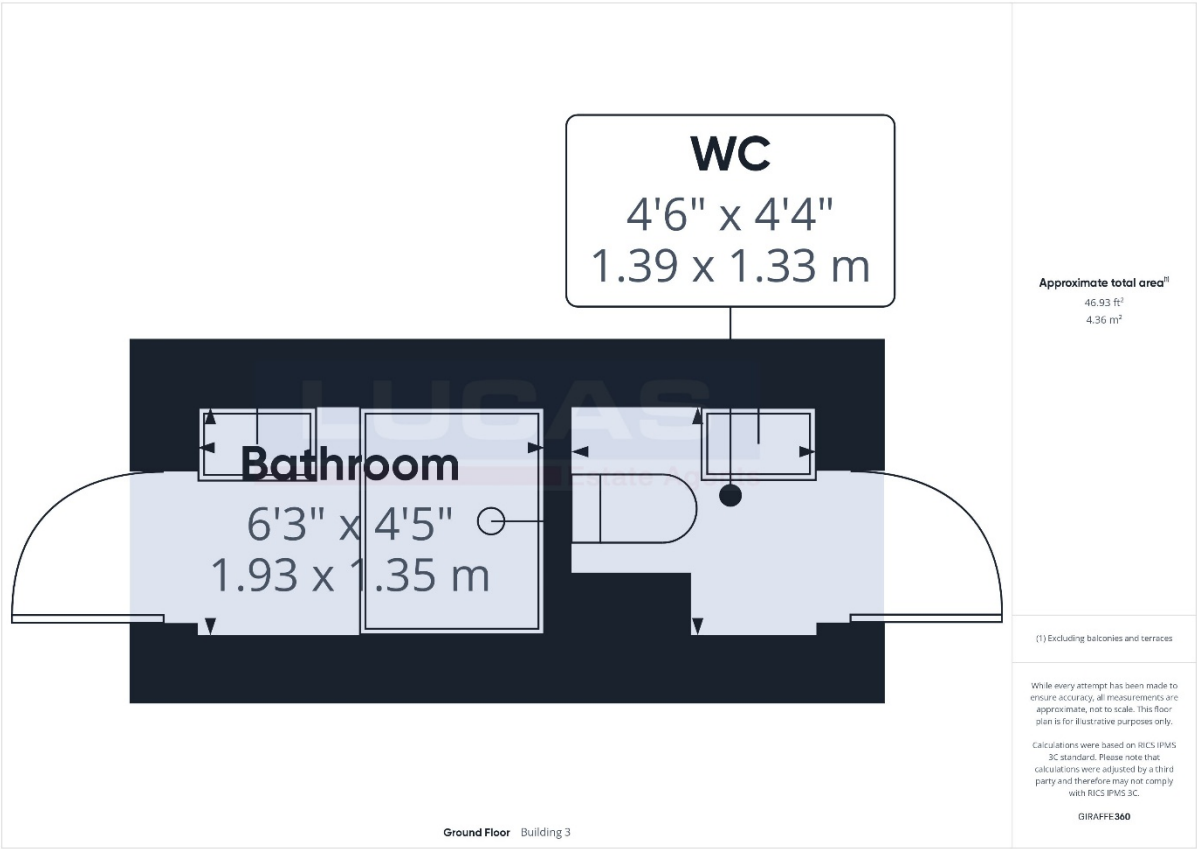 WC
4'6" x 4'4"
1.39 x 1.33 m
LUCAS
Estate Agents
Bathroom
6'3" x 4'5"
1.93 x 1.35 m
Ground Floor Building 3
Approximate total area(1)
46.93 ft²
4.36 m²
(1) Excluding balconies and terraces
While every attempt has been made to
ensure accuracy, all measurements are
approximate, not to scale. This floor
plan is for illustrative purposes only.
Calculations were based on RICS IPMS
3C standard. Please note that
calculations were adjusted by a third
party and therefore may not comply
with RICS IPMS 3C.
GIRAFFE360